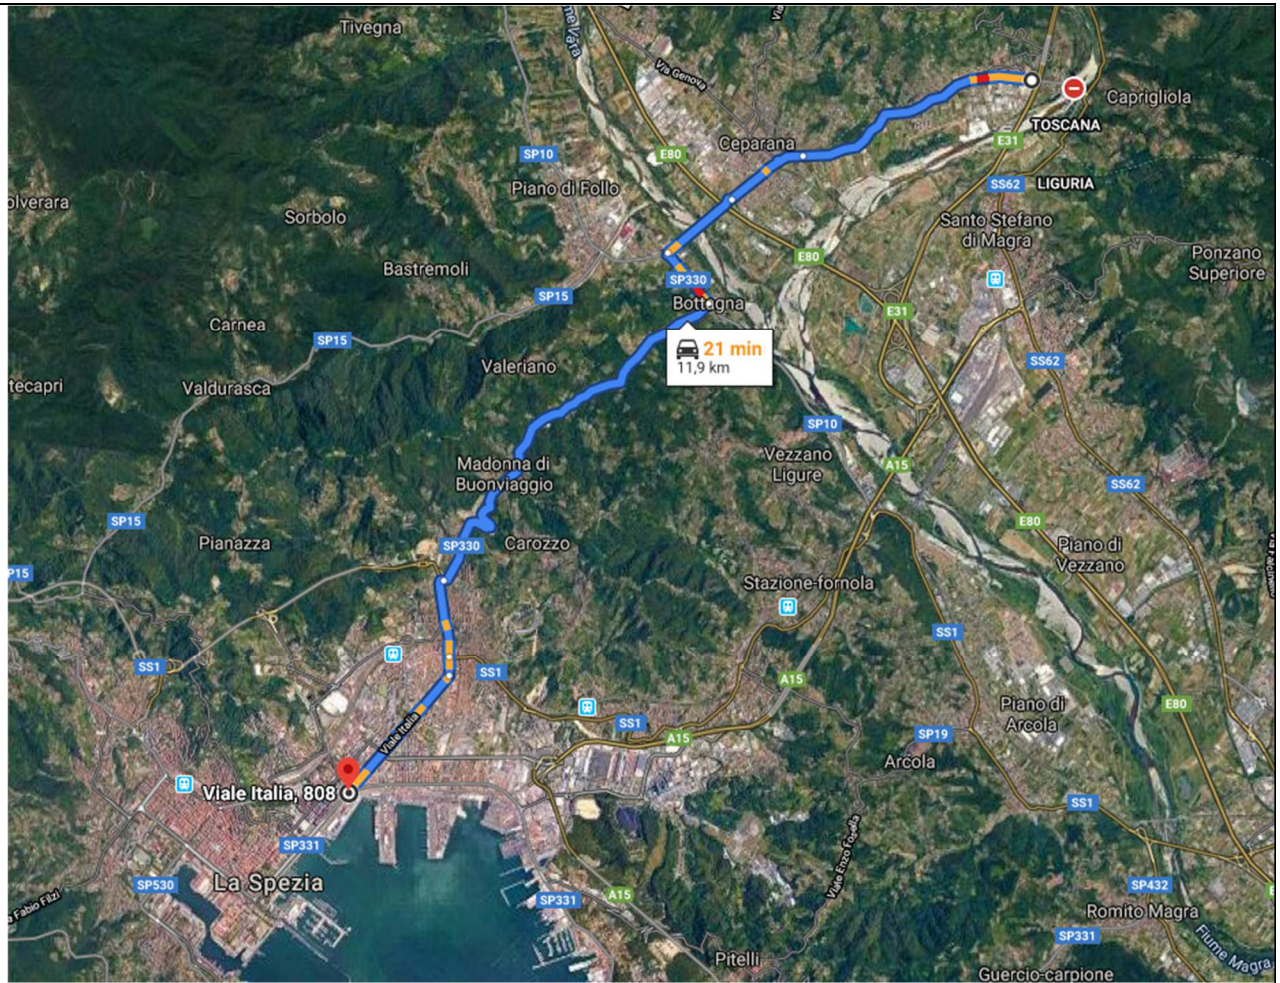 Tivegna
Via Genova
Caprigliola
TOSCANA
Ceparana
E31
SP10
E80
Piano di Follo
SS62
LIGURIA
olverara
Sorbolo
Santo Stefano
di Magra
Ponzano
Superiore
Bastremoli
E80
SP330
SP15
Bottagna
E31
Carnea
SP15
21 min
11,9 km
Valeriano
SS62
tecapri
Valdurasca
SP10
Vezzano
Ligure
Madonna di
Buonviaggio
A15
SS62
SP15
E80
Pianazza
SP330
Carozzo
Piano di
Vezzano
P15
Stazione-fornola
SS1
SS1
SS1
A15
Piano di
Arcola
E80
Viale Italia
SS1
A15
SP19
Arcola
Viale Italia, 808
SS1
SP331
Viale Enzo Fosella
La Spezia
SP530
SP331
A15
SP432
Romito Magra
a Fabio Filzi
SP331
Fiume Magra
Pitelli
Guercio-carpione